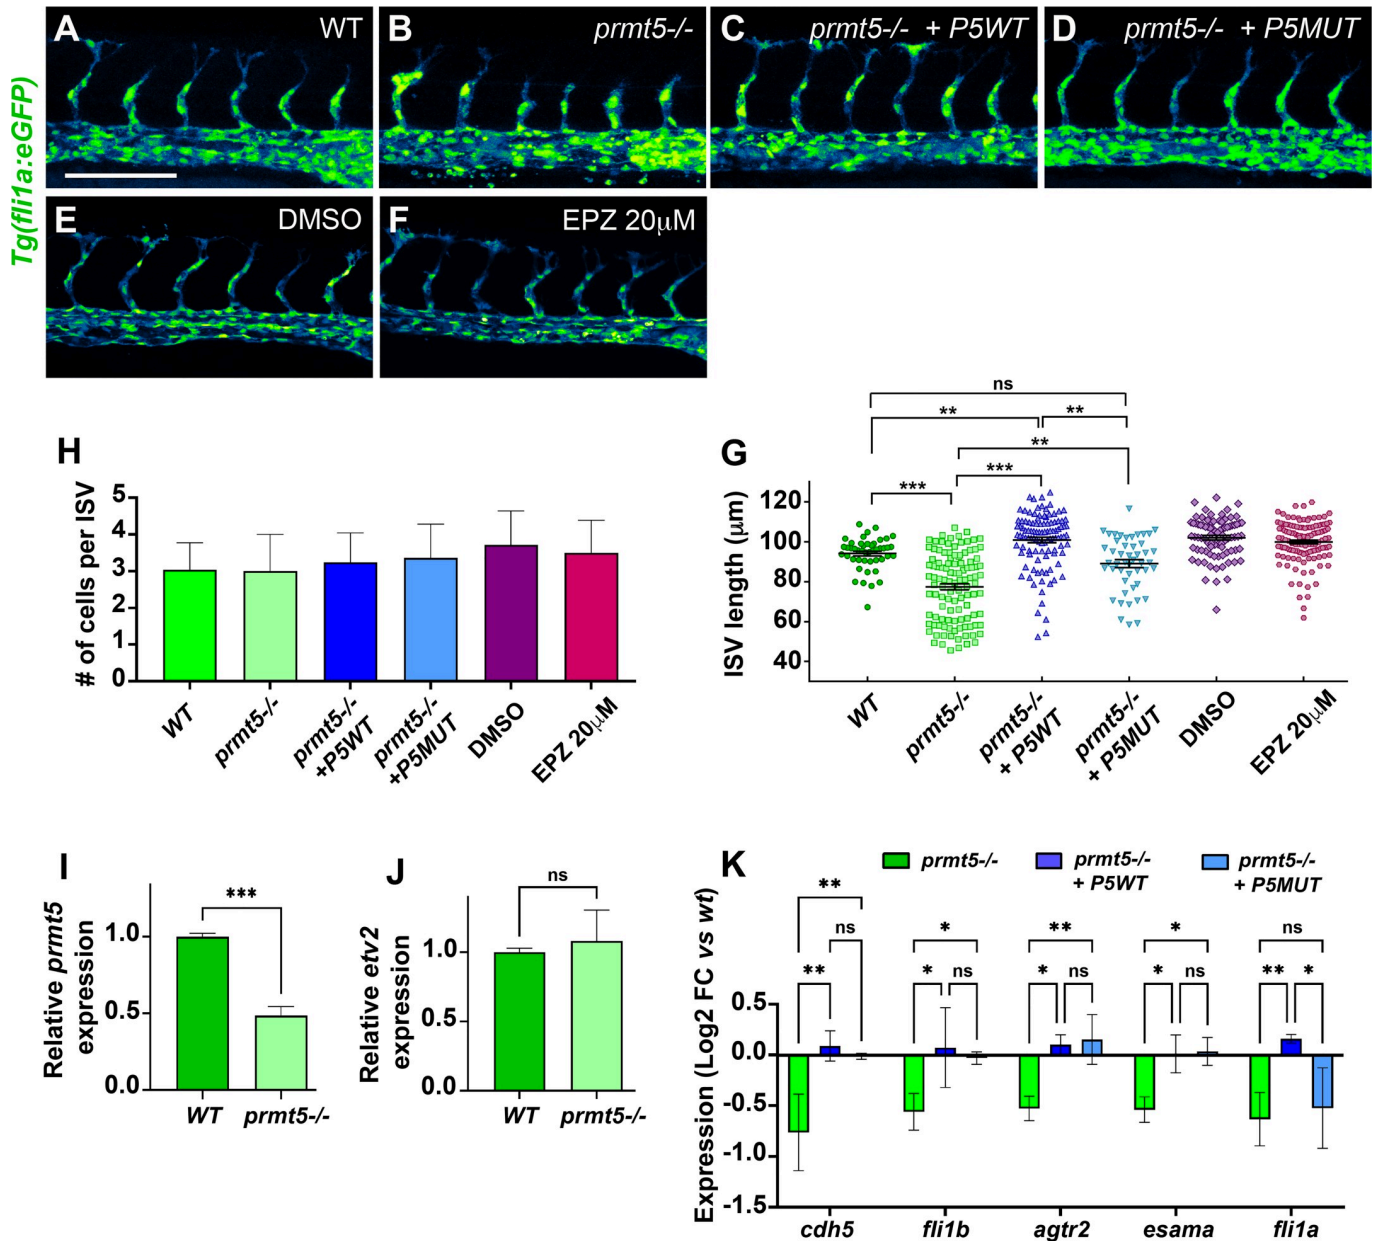 Tg(fli1a:eGFP)
A WT
B prmt5-/-
C prmt5-/- + P5WT
D prmt5-/- + P5MUT
E DMSO
F EPZ 20μM
H
# of cells per ISV
5
4
3
2
1
0
WT
prmt5-/-
prmt5-/-
+P5WT
prmt5-/-
+P5MUT
DMSO
EPZ 20μM
G
ns
**
**
**
***
***
ISV length (μm)
120
100
80
60
40
WT
prmt5-/-
prmt5-/-
+ P5WT
prmt5-/-
+ P5MUT
DMSO
EPZ 20μM
I
Relative prmt5
expression
***
1.0
0.5
0.0
WT
prmt5-/-
J
Relative etv2
expression
ns
1.0
0.5
0.0
WT
prmt5-/-
K
prmt5-/-
prmt5-/-
+ P5WT
prmt5-/-
+ P5MUT
Expression (Log2 FC vs wt)
0.5
0.0
-0.5
-1.0
-1.5
**
ns
**
*
*
ns
**
*
ns
*
*
ns
ns
**
*
cdh5
fli1b
agtr2
esama
fli1a